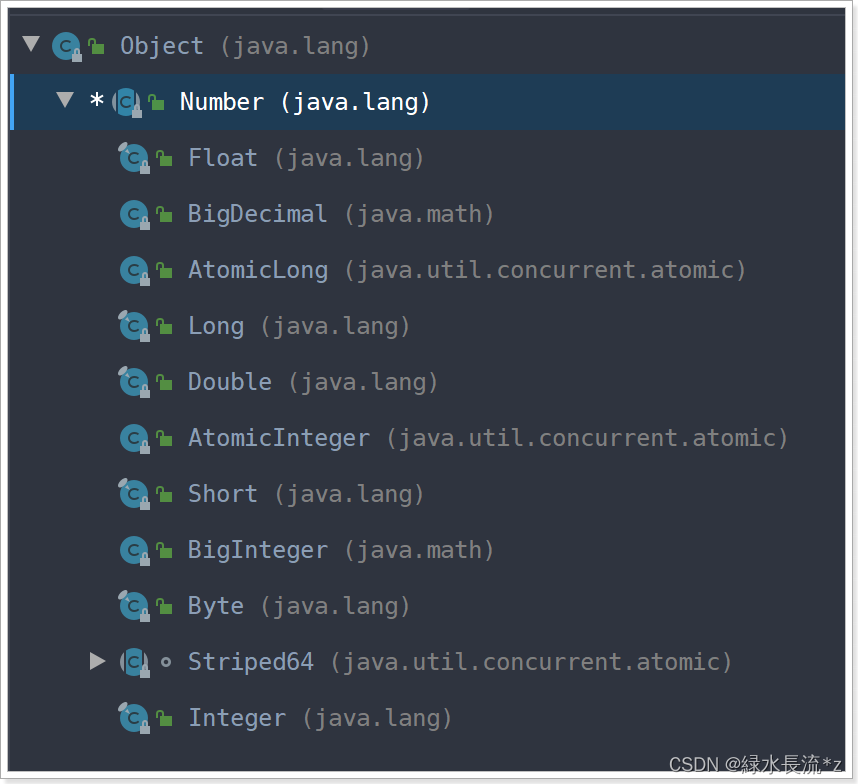 Object (java.lang)
* Number (java.lang)
Float (java.lang)
BigDecimal (java.math)
AtomicLong (java.util.concurrent.atomic)
Long (java.lang)
Double (java.lang)
AtomicInteger (java.util.concurrent.atomic)
Short (java.lang)
BigInteger (java.math)
Byte (java.lang)
Striped64 (java.util.concurrent.atomic)
Integer (java.lang)
CSDN @緑水長流*z